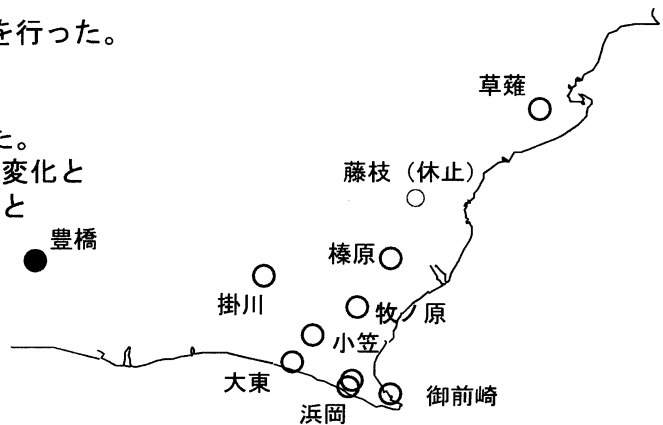 を行った。
た。
変化と
と
草薙
藤枝（休止）
豊橋
榛原
掛川
牧ノ原
小笠
大東
浜岡
御前崎